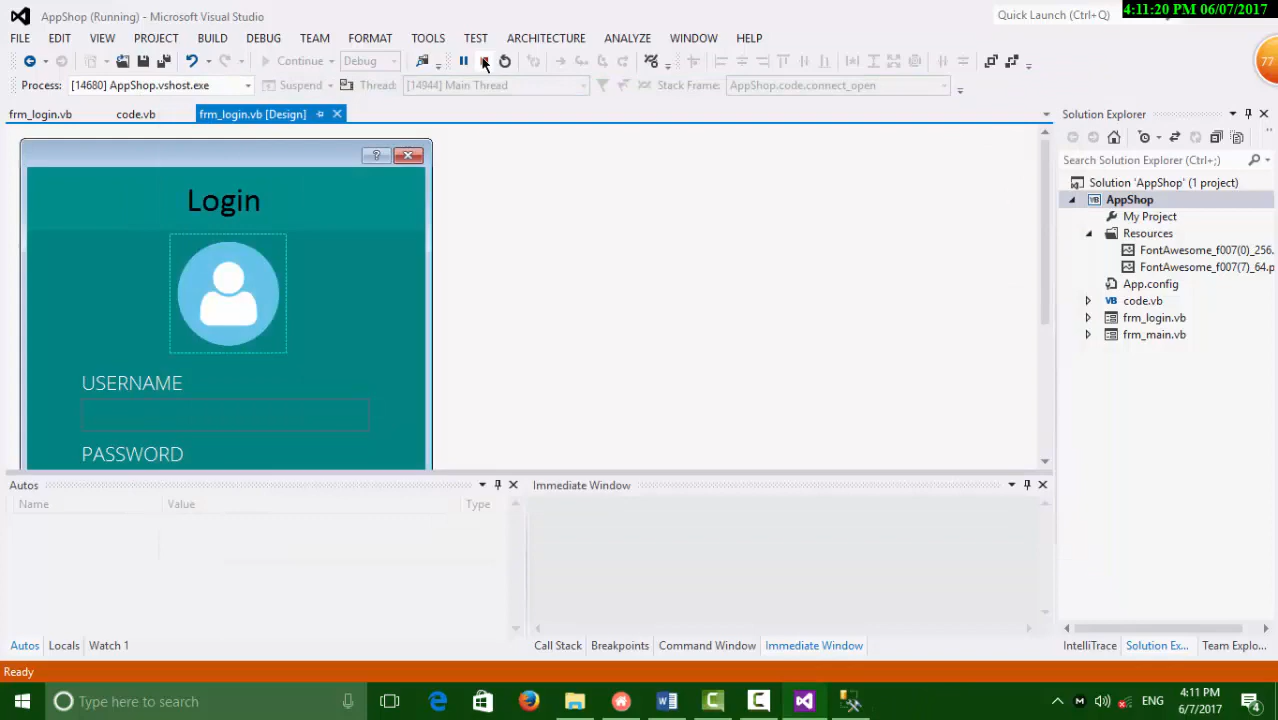 AppShop (Running) - Microsoft Visual Studio
Quick Launch (Ctrl+Q)
4:11:20 PM 06/07/2017
FILE EDIT VIEW PROJECT BUILD DEBUG TEAM FORMAT TOOLS TEST ARCHITECTURE ANALYZE WINDOW HELP
77
Continue Debug
Process: [14680] AppShop.vshost.exe Suspend Thread: [14944] Main Thread Stack Frame: AppShop.code.connect_open
frm_login.vb code.vb frm_login.vb [Design]
Solution Explorer
Search Solution Explorer (Ctrl+;)
Solution 'AppShop' (1 project)
AppShop
My Project
Resources
FontAwesome_f007(0)_256.
FontAwesome_f007(7)_64.p
App.config
VB code.vb
frm_login.vb
frm_main.vb
?
Login
USERNAME
PASSWORD
Autos
Name Value Type
Immediate Window
Autos Locals Watch 1
Call Stack Breakpoints Command Window Immediate Window
IntelliTrace Solution Ex... Team Explo...
Ready
Type here to search
ENG
4:11 PM
6/7/2017
4